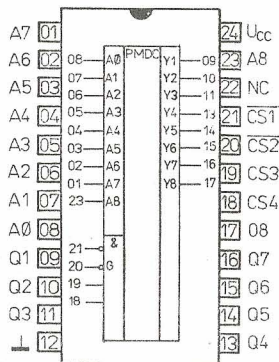 A7 01 24 Ucc
A6 02 08 A0 PMDC Y1 09 23 A8
A5 03 07 A1 Y2 10 22 NC
06 A2 Y3 11
A4 04 05 A3 Y4 13 21 CS1
04 A4 Y5 14
A3 05 03 A5 Y6 15 20 CS2
A2 06 02 A6 Y7 16 19 CS3
01 A7 Y8 17
A1 07 23 A8 18 CS4
A0 08 17 08
21 &
Q1 09 20 G 16 Q7
Q2 10 19 15 Q6
18
Q3 11 14 Q5
⊥ 12 13 Q4